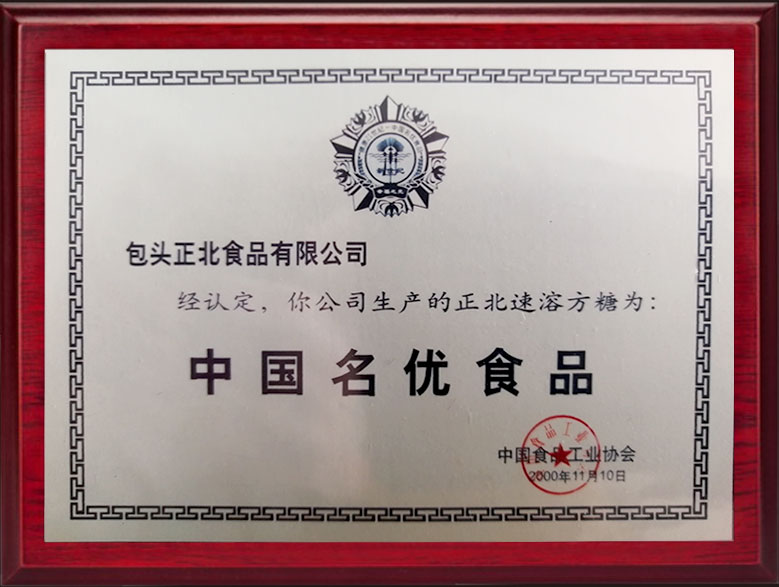 包头正北食品有限公司
经认定，你公司生产的正北速溶方糖为：
中国名优食品
中国食品工业协会
2000年11月10日